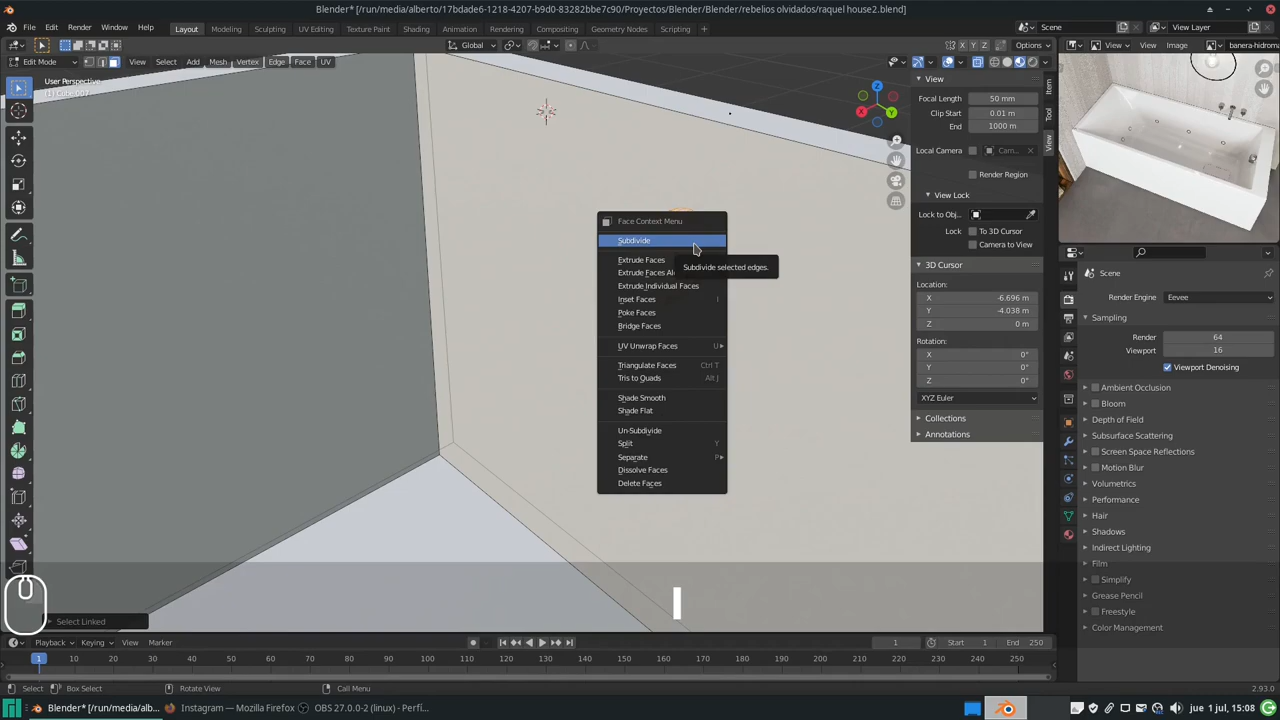 Blender* [/run/media/alberto/17bdade6-1218-4207-b9d0-83282bbe7c90/Proyectos/Blender/Blender/rebelios olvidados/raquel house2.blend]
File Edit Render Window Help Layout Modeling Sculpting UV Editing Texture Paint Shading Animation Rendering Compositing Geometry Nodes Scripting Scene View Layer
Global Options View Image banera-hidrom
Edit Mode View Select Add Mesh Vertex Edge Face UV
User Perspective
(1) Cube.007
View
Focal Length 50 mm
Clip Start 0.01 m
End 1000 m
Local Camera Cam...
Render Region
View Lock
Lock to Obj...
Lock: To 3D Cursor
Camera to View
3D Cursor
Location:
X -6.696 m
Y -4.038 m
Z 0 m
Rotation:
X 0°
Y 0°
Z 0°
XYZ Euler
Collections
Annotations
Item
Tool
View
X
Y
Z
Face Context Menu
Subdivide
Subdivide selected edges.
Extrude Faces
Extrude Faces Al
Extrude Individual Faces
Inset Faces I
Poke Faces
Bridge Faces
UV Unwrap Faces U
Triangulate Faces Ctrl T
Tris to Quads Alt J
Shade Smooth
Shade Flat
Un-Subdivide
Split Y
Separate P
Dissolve Faces
Delete Faces
Scene
Render Engine Eevee
Sampling
Render 64
Viewport 16
Viewport Denoising
Ambient Occlusion
Bloom
Depth of Field
Subsurface Scattering
Screen Space Reflections
Motion Blur
Volumetrics
Performance
Hair
Shadows
Indirect Lighting
Film
Simplify
Grease Pencil
Freestyle
Color Management
I
Select Linked
Playback Keying View Marker 1 Start 1 End 250
1 10 20 30 40 50 60 70 80 90 100 110 120 130 140 150 160 170 180 190 200 210 220 230 240 250
Select Box Select Rotate View Call Menu 2.93.0
Blender* [/run/media/alb... Instagram — Mozilla Firefox OBS 27.0.0-2 (linux) - Perfi... jue 1 jul, 15:08